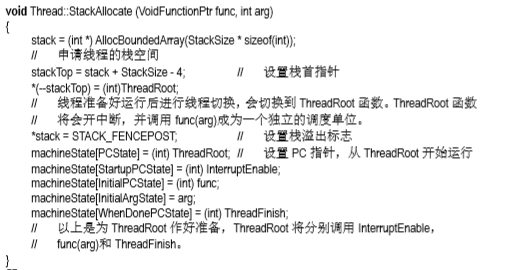 void Thread::StackAllocate (VoidFunctionPtr func, int arg)
{
stack = (int *) AllocBoundedArray(StackSize * sizeof(int));
// 申请线程的栈空间
stackTop = stack + StackSize - 4; // 设置栈首指针
*(--stackTop) = (int)ThreadRoot;
// 线程准备好运行后进行线程切换，会切换到 ThreadRoot 函数。ThreadRoot 函数
// 将会开中断，并调用 func(arg)成为一个独立的调度单位。
*stack = STACK_FENCEPOST; // 设置栈溢出标志
machineState[PCState] = (int) ThreadRoot; // 设置 PC 指针，从 ThreadRoot 开始运行
machineState[StartupPCState] = (int) InterruptEnable;
machineState[InitialPCState] = (int) func;
machineState[InitialArgState] = arg;
machineState[WhenDonePCState] = (int) ThreadFinish;
// 以上是为 ThreadRoot 作好准备，ThreadRoot 将分别调用 InterruptEnable，
// func(arg)和 ThreadFinish。
}